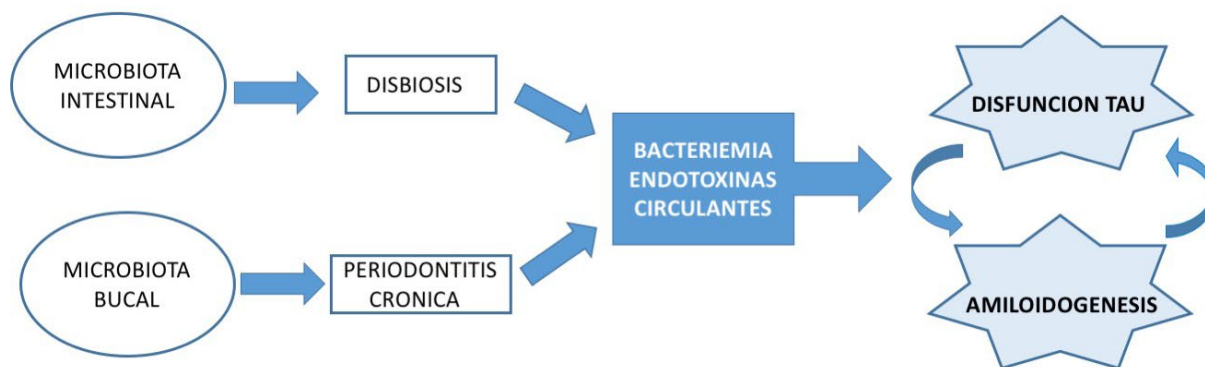 MICROBIOTA
INTESTINAL
DISBIOSIS
MICROBIOTA
BUCAL
PERIODONTITIS
CRONICA
BACTERIEMIA
ENDOTOXINAS
CIRCULANTES
DISFUNCION TAU
AMILOIDOGENESIS